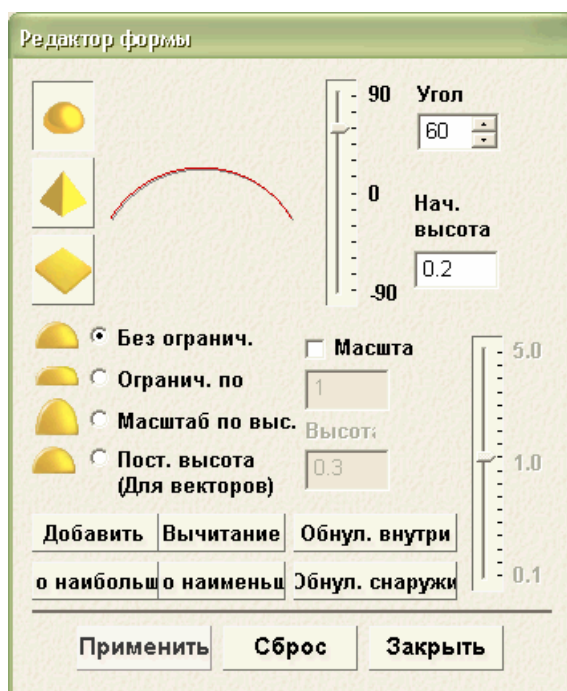 Редактор формы
90 Угол
60
0
Нач.
высота
0.2
-90
Без огранич.
Огранич. по
Масштаб по выс.
Пост. высота
(Для векторов)
Масшта
1
Высота
0.3
5.0
1.0
0.1
Добавить Вычитание Обнул. внутри
о наибольш о наименьш Обнул. снаружи
Применить Сброс Закрыть